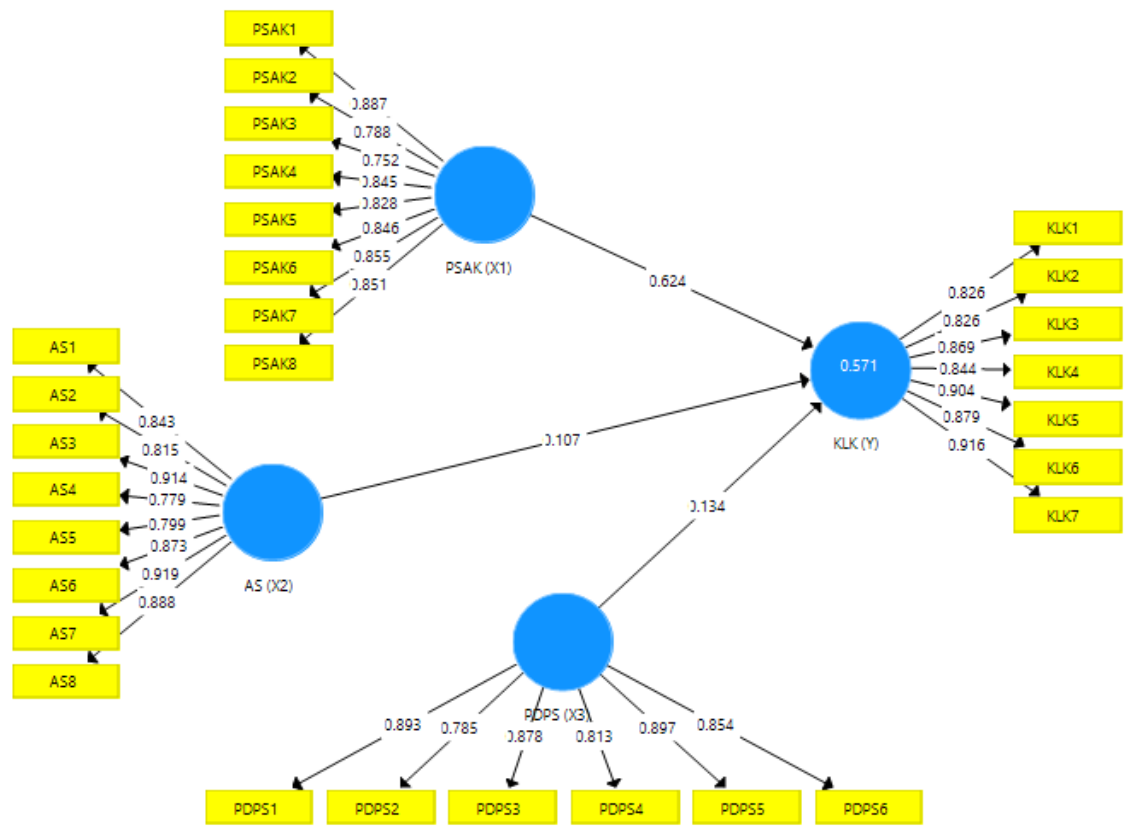 PSAK1
PSAK2
PSAK3
PSAK4
PSAK5
PSAK6
PSAK7
PSAK8
0.887
0.788
0.752
0.845
0.828
0.846
0.855
0.851
PSAK (X1)
0.624
AS1
AS2
AS3
AS4
AS5
AS6
AS7
AS8
0.843
0.815
0.914
0.779
0.799
0.873
0.919
0.888
AS (X2)
0.107
0.134
0.571
KLK (Y)
0.826
0.826
0.869
0.844
0.904
0.879
0.916
KLK1
KLK2
KLK3
KLK4
KLK5
KLK6
KLK7
PDPS (X3)
0.893
0.785
0.878
0.813
0.897
0.854
PDPS1
PDPS2
PDPS3
PDPS4
PDPS5
PDPS6